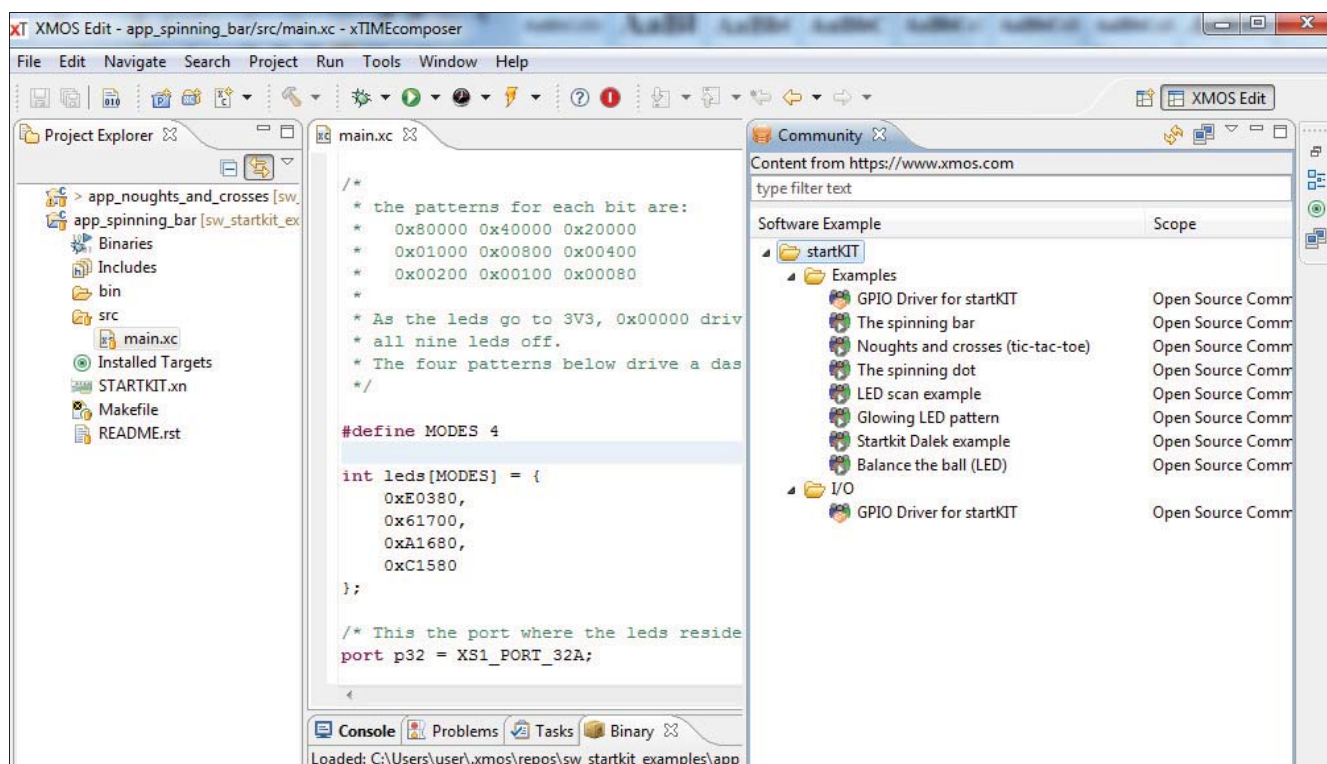 XMOS Edit - app_spinning_bar/src/main.xc - xTIMEcomposer
File Edit Navigate Search Project Run Tools Window Help
XMOS Edit
Project Explorer
> app_noughts_and_crosses [sw_
app_spinning_bar [sw_startkit_ex
Binaries
Includes
bin
src
main.xc
Installed Targets
STARTKIT.xn
Makefile
README.rst
main.xc
/*
* the patterns for each bit are:
* 0x80000 0x40000 0x20000
* 0x01000 0x00800 0x00400
* 0x00200 0x00100 0x00080
*
* As the leds go to 3V3, 0x00000 driv
* all nine leds off.
* The four patterns below drive a das
*/
#define MODES 4
int leds[MODES] = {
0xE0380,
0x61700,
0xA1680,
0xC1580
};
/* This the port where the leds reside
port p32 = XS1_PORT_32A;
Console Problems Tasks Binary
Loaded: C:\Users\user\.xmos\repos\sw_startkit_examples\app
Community
Content from https://www.xmos.com
type filter text
Software Example Scope
startKIT
Examples
GPIO Driver for startKIT Open Source Comm
The spinning bar Open Source Comm
Noughts and crosses (tic-tac-toe) Open Source Comm
The spinning dot Open Source Comm
LED scan example Open Source Comm
Glowing LED pattern Open Source Comm
Startkit Dalek example Open Source Comm
Balance the ball (LED) Open Source Comm
I/O
GPIO Driver for startKIT Open Source Comm